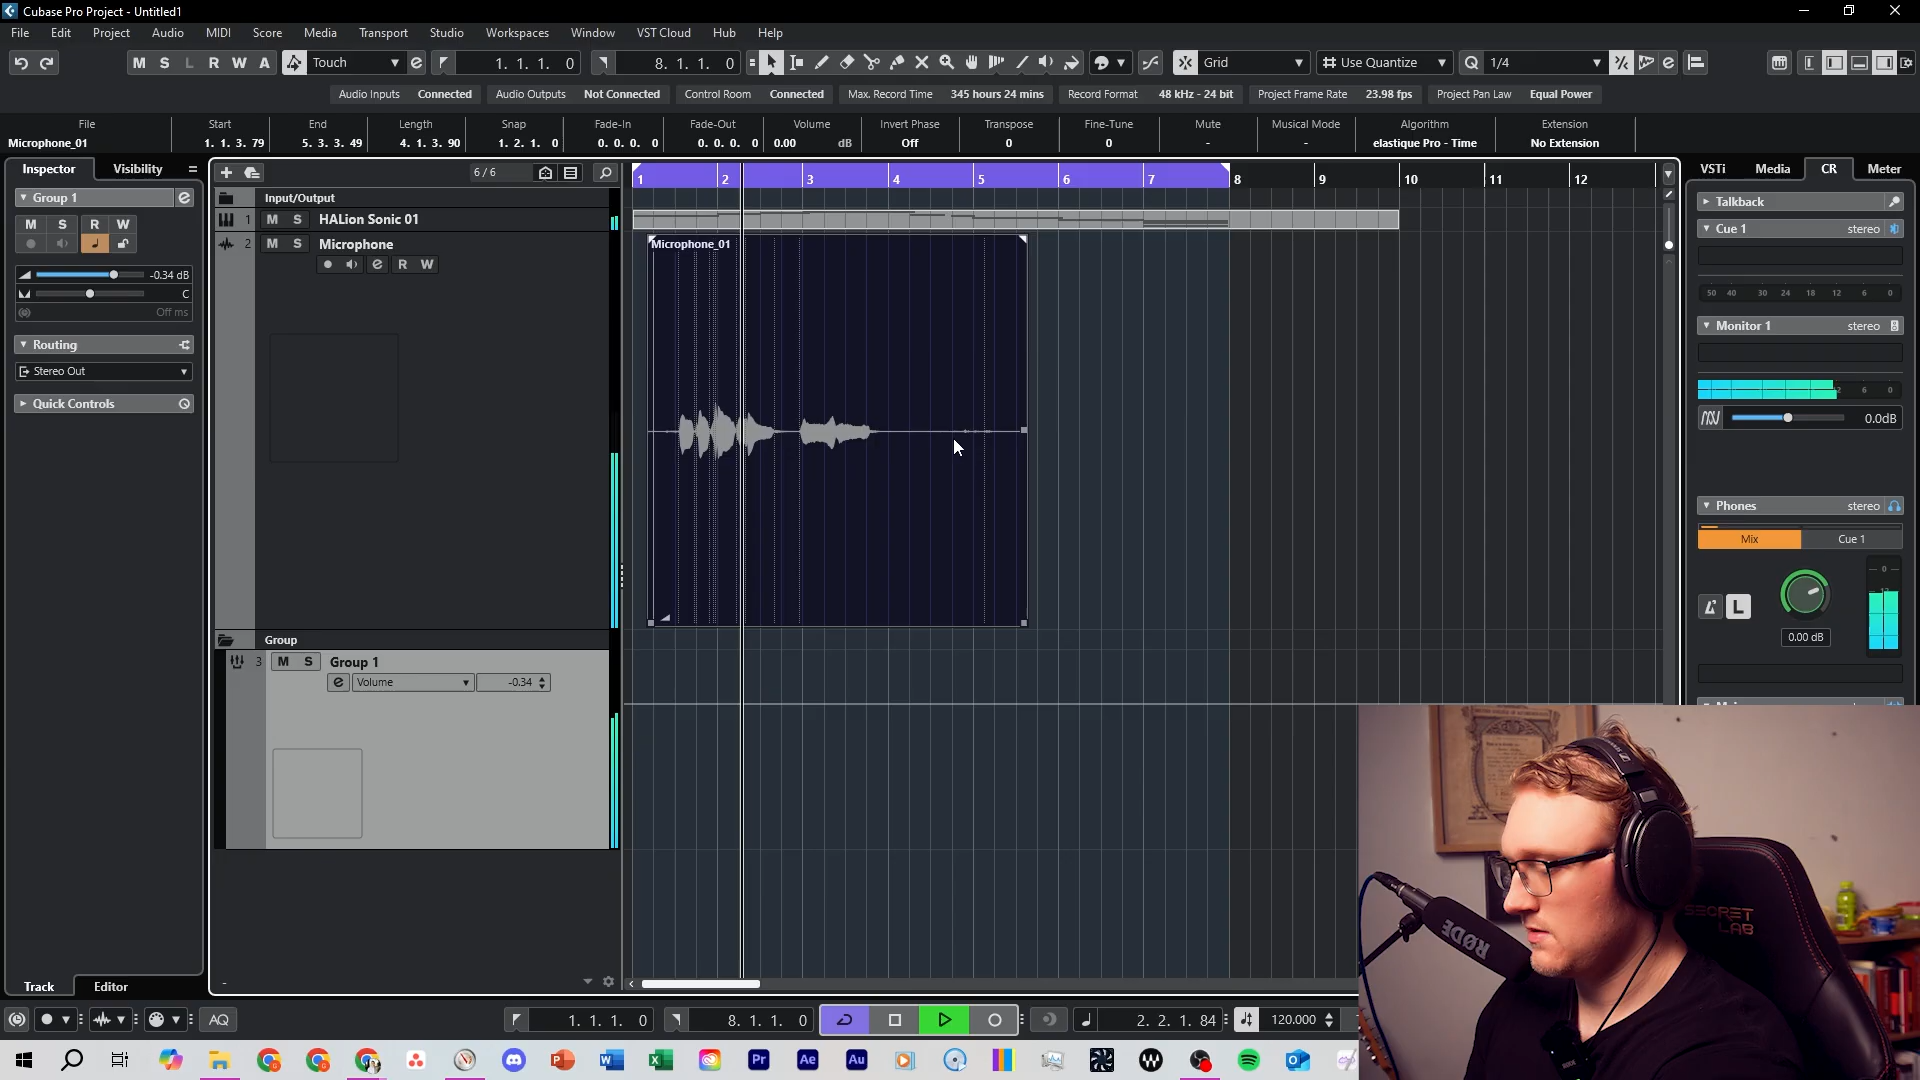 Cubase Pro Project - Untitled1
File Edit Project Audio MIDI Score Media Transport Studio Workspaces Window VST Cloud Hub Help
M S L R W A Touch 1. 1. 1. 0 8. 1. 1. 0 Grid Use Quantize Q 1/4
Audio Inputs Connected Audio Outputs Not Connected Control Room Connected Max. Record Time 345 hours 24 mins Record Format 48 kHz - 24 bit Project Frame Rate 23.98 fps Project Pan Law Equal Power
File Start End Length Snap Fade-In Fade-Out Volume Invert Phase Transpose Fine-Tune Mute Musical Mode Algorithm Extension
Microphone_01 1. 1. 3. 79 5. 3. 3. 49 4. 1. 3. 90 1. 2. 1. 0 0. 0. 0. 0 0. 0. 0. 0 0.00 dB Off 0 0 - - elastique Pro - Time No Extension
Inspector Visibility 6 / 6 1 2 3 4 5 6 7 8 9 10 11 12 VSTi Media CR Meter
Group 1 Input/Output Talkback
M S R W 1 M S HALion Sonic 01 Cue 1 stereo
2 M S Microphone Microphone_01
R W
-0.34 dB
C 50 40 30 24 18 12 6 0
Off ms Monitor 1 stereo
Routing
Stereo Out
12 6 0
Quick Controls 0.0dB
Phones stereo
Mix Cue 1
0
L
0.00 dB
Group
3 M S Group 1
Volume -0.34
RØDE
SECRET
LAB
Track Editor
AQ 1. 1. 1. 0 8. 1. 1. 0 2. 2. 1. 84 120.000
Pr Ae Au